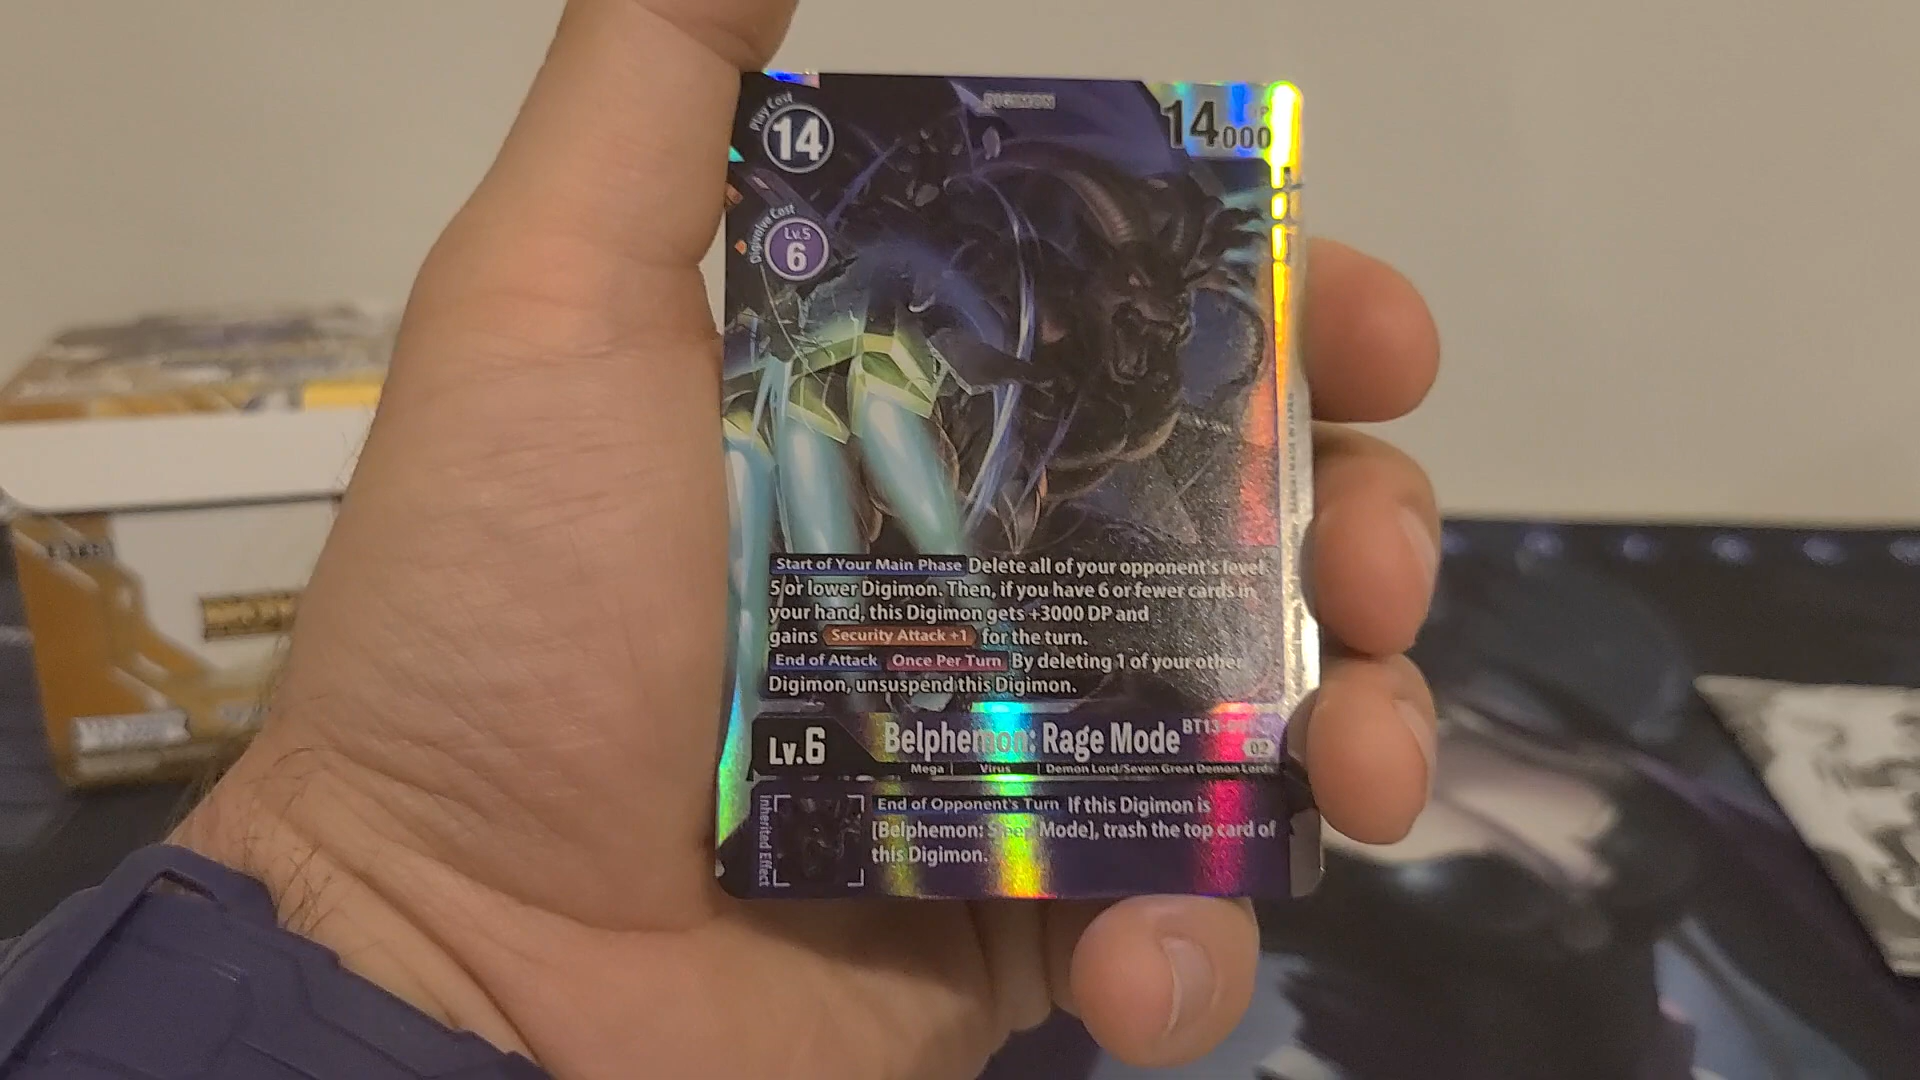 DIGIMON
Play Cost
14
14000
Digivolve Cost
Lv.5
6
Start of Your Main Phase Delete all of your opponent's level
5 or lower Digimon. Then, if you have 6 or fewer cards in
your hand, this Digimon gets +3000 DP and
gains Security Attack +1 for the turn.
End of Attack Once Per Turn By deleting 1 of your other
Digimon, unsuspend this Digimon.
Lv.6
Belphemon: Rage Mode
02
Mega | Virus | Demon Lord/Seven Great Demon Lords
Inherited Effect
End of Opponent's Turn If this Digimon is
[Belphemon: Sleep Mode], trash the top card of
this Digimon.